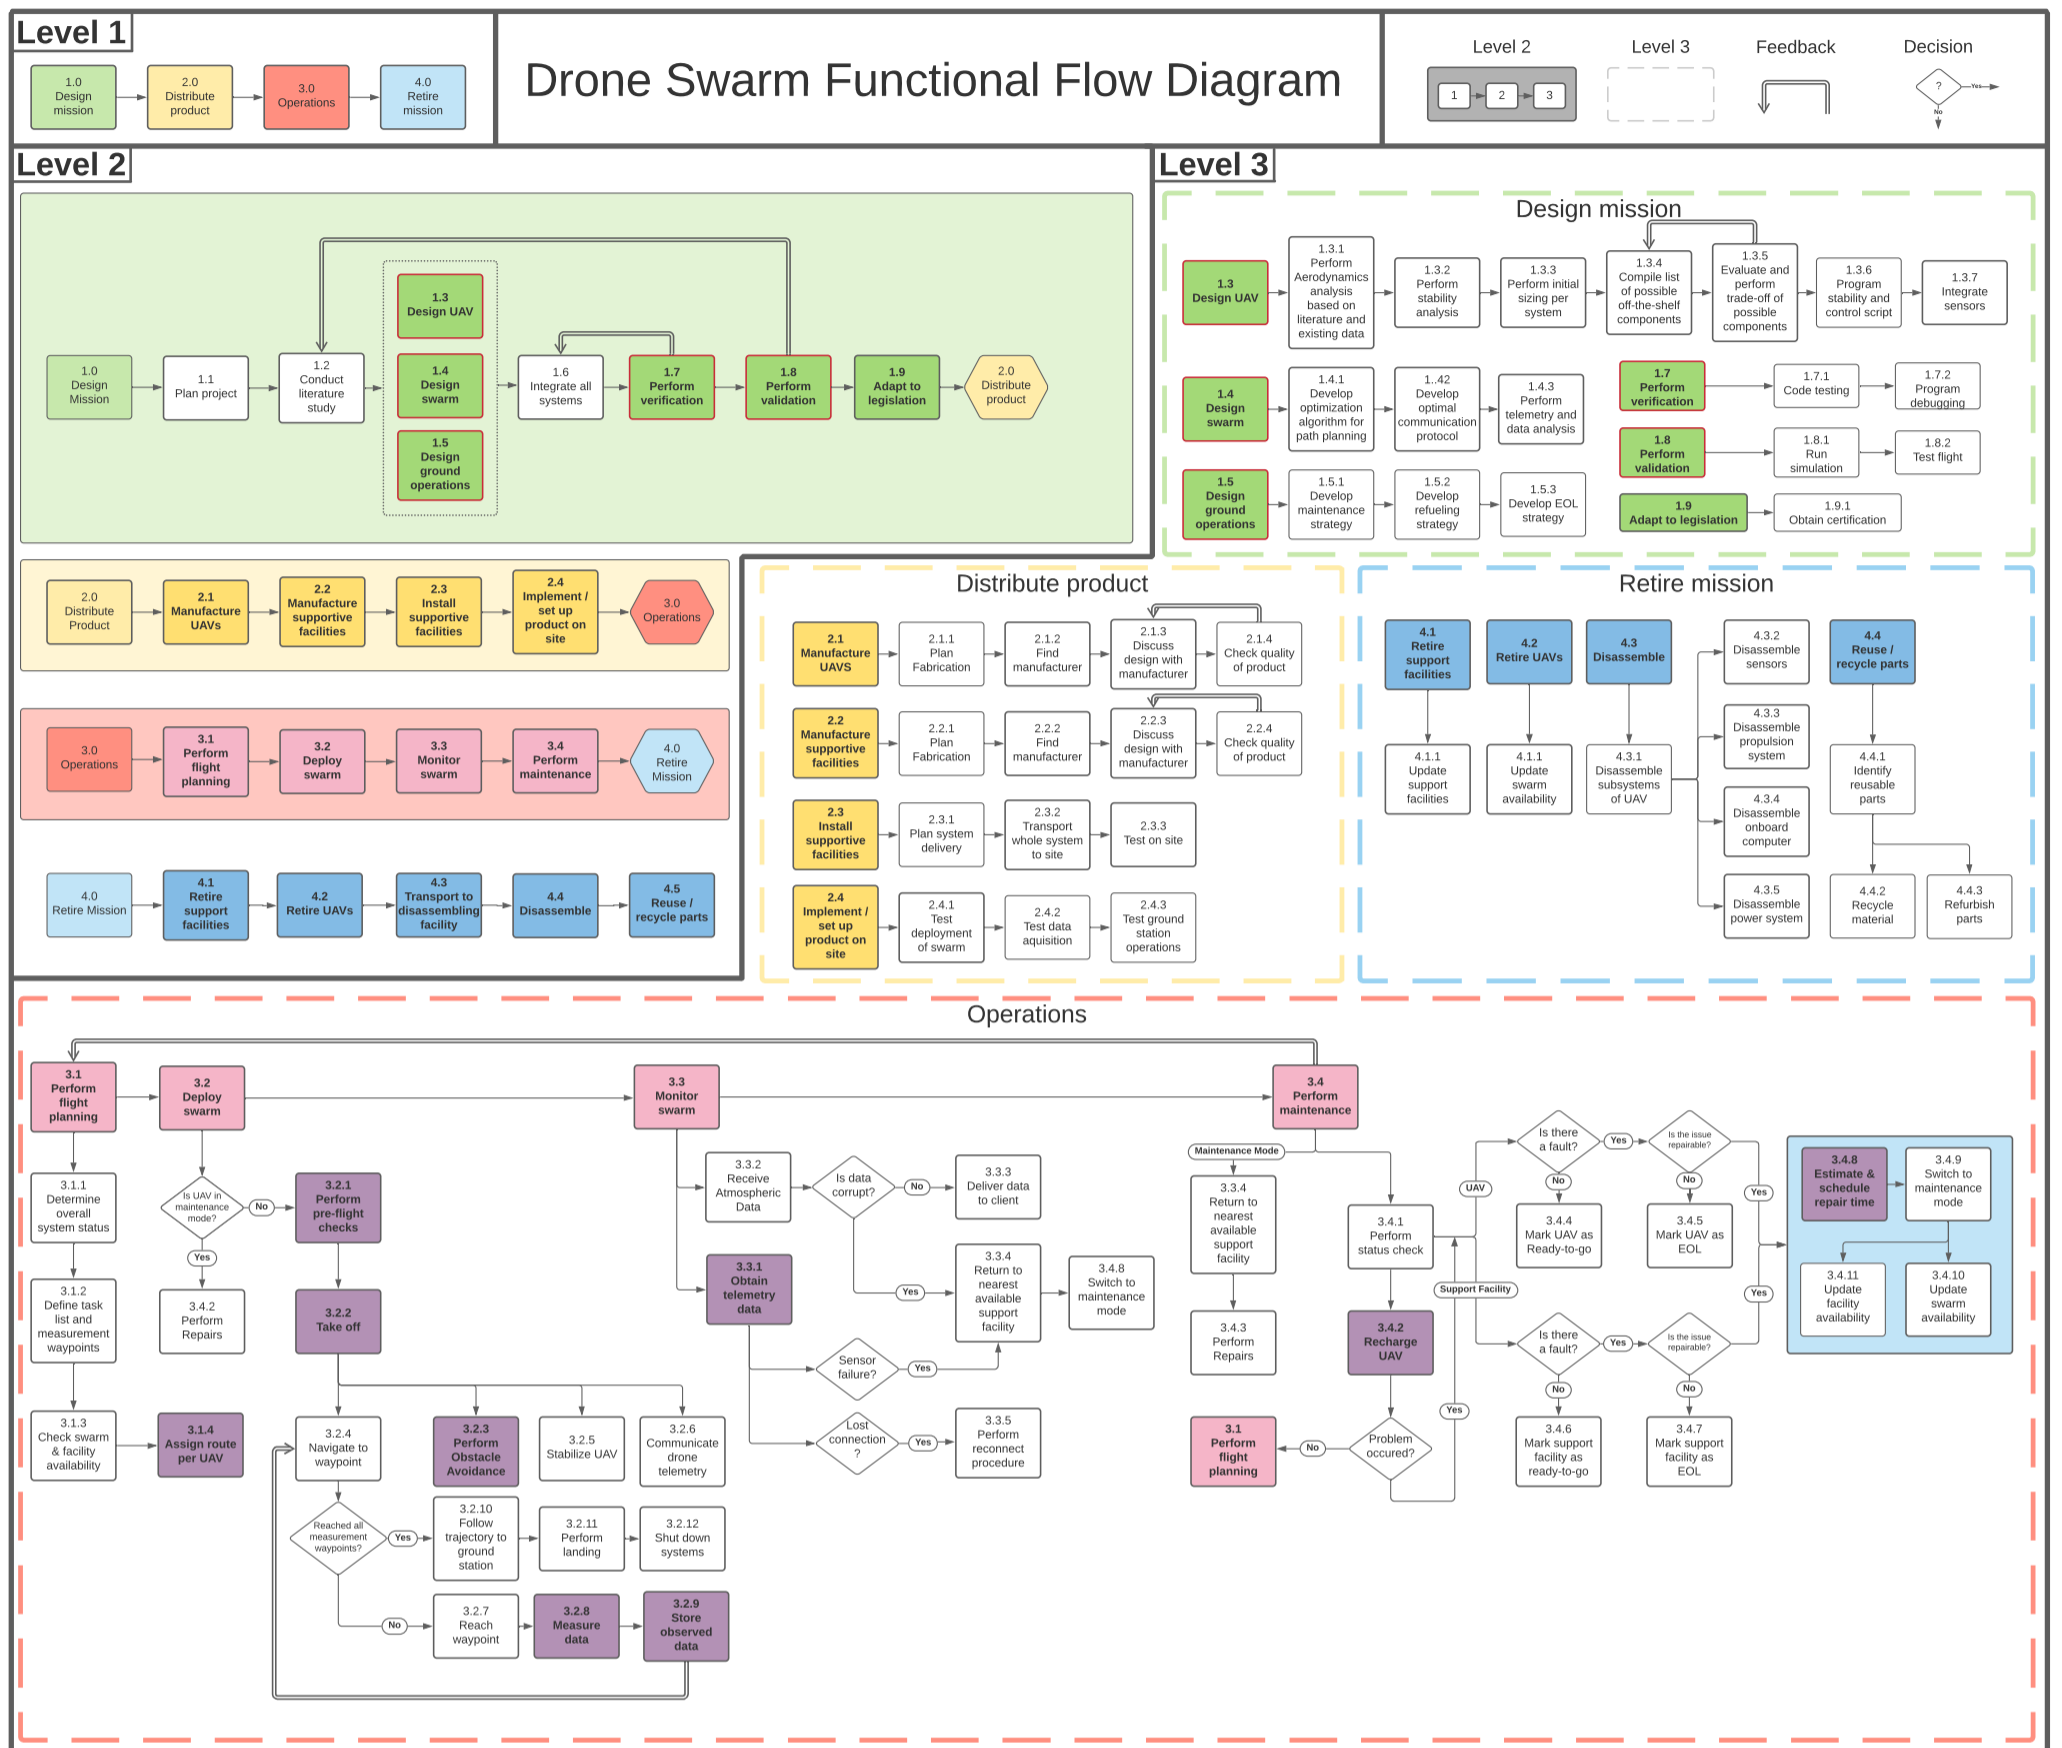 Level 1
1.0
Design
mission
2.0
Distribute
product
3.0
Operations
4.0
Retire
mission
Drone Swarm Functional Flow Diagram
Level 2
1
2
3
Level 3
Feedback
Decision
?
Yes
No
Level 2
1.0
Design
Mission
1.1
Plan project
1.2
Conduct
literature
study
1.3
Design UAV
1.4
Design
swarm
1.5
Design
ground
operations
1.6
Integrate all
systems
1.7
Perform
verification
1.8
Perform
validation
1.9
Adapt to
legislation
2.0
Distribute
product
2.0
Distribute
Product
2.1
Manufacture
UAVs
2.2
Manufacture
supportive
facilities
2.3
Install
supportive
facilities
2.4
Implement /
set up
product on
site
3.0
Operations
3.0
Operations
3.1
Perform
flight
planning
3.2
Deploy
swarm
3.3
Monitor
swarm
3.4
Perform
maintenance
4.0
Retire
Mission
4.0
Retire Mission
4.1
Retire
support
facilities
4.2
Retire UAVs
4.3
Transport to
disassembling
facility
4.4
Disassemble
4.5
Reuse /
recycle parts
Level 3
Design mission
1.3
Design UAV
1.3.1
Perform
Aerodynamics
analysis
based on
literature and
existing data
1.3.2
Perform
stability
analysis
1.3.3
Perform initial
sizing per
system
1.3.4
Compile list
of possible
off-the-shelf
components
1.3.5
Evaluate and
perform
trade-off of
possible
components
1.3.6
Program
stability and
control script
1.3.7
Integrate
sensors
1.4
Design
swarm
1.4.1
Develop
optimization
algorithm for
path planning
1..42
Develop
optimal
communication
protocol
1.4.3
Perform
telemetry and
data analysis
1.5
Design
ground
operations
1.5.1
Develop
maintenance
strategy
1.5.2
Develop
refueling
strategy
1.5.3
Develop EOL
strategy
1.7
Perform
verification
1.7.1
Code testing
1.7.2
Program
debugging
1.8
Perform
validation
1.8.1
Run
simulation
1.8.2
Test flight
1.9
Adapt to legislation
1.9.1
Obtain certification
Distribute product
2.1
Manufacture
UAVS
2.1.1
Plan
Fabrication
2.1.2
Find
manufacturer
2.1.3
Discuss
design with
manufacturer
2.1.4
Check quality
of product
2.2
Manufacture
supportive
facilities
2.2.1
Plan
Fabrication
2.2.2
Find
manufacturer
2.2.3
Discuss
design with
manufacturer
2.2.4
Check quality
of product
2.3
Install
supportive
facilities
2.3.1
Plan system
delivery
2.3.2
Transport
whole system
to site
2.3.3
Test on site
2.4
Implement /
set up
product on
site
2.4.1
Test
deployment
of swarm
2.4.2
Test data
aquisition
2.4.3
Test ground
station
operations
Retire mission
4.1
Retire
support
facilities
4.2
Retire UAVs
4.3
Disassemble
4.3.2
Disassemble
sensors
4.4
Reuse /
recycle parts
4.1.1
Update
support
facilities
4.1.1
Update
swarm
availability
4.3.1
Disassemble
subsystems
of UAV
4.3.3
Disassemble
propulsion
system
4.3.4
Disassemble
onboard
computer
4.3.5
Disassemble
power system
4.4.1
Identify
reusable
parts
4.4.2
Recycle
material
4.4.3
Refurbish
parts
Operations
3.1
Perform
flight
planning
3.2
Deploy
swarm
3.3
Monitor
swarm
3.4
Perform
maintenance
3.1.1
Determine
overall
system status
3.1.2
Define task
list and
measurement
waypoints
3.1.3
Check swarm
& facility
availability
3.1.4
Assign route
per UAV
Is UAV in
maintenance
mode?
No
Yes
3.4.2
Perform
Repairs
3.2.1
Perform
pre-flight
checks
3.2.2
Take off
3.2.4
Navigate to
waypoint
3.2.3
Perform
Obstacle
Avoidance
3.2.5
Stabilize UAV
3.2.6
Communicate
drone
telemetry
Reached all
measurement
waypoints?
Yes
3.2.10
Follow
trajectory to
ground
station
3.2.11
Perform
landing
3.2.12
Shut down
systems
No
3.2.7
Reach
waypoint
3.2.8
Measure
data
3.2.9
Store
observed
data
3.3.2
Receive
Atmospheric
Data
Is data
corrupt?
No
3.3.3
Deliver data
to client
3.3.1
Obtain
telemetry
data
Yes
3.3.4
Return to
nearest
available
support
facility
3.4.8
Switch to
maintenance
mode
Sensor
failure?
Yes
Lost
connection
?
Yes
3.3.5
Perform
reconnect
procedure
Maintenance Mode
3.3.4
Return to
nearest
available
support
facility
3.4.3
Perform
Repairs
3.4.1
Perform
status check
3.4.2
Recharge
UAV
Problem
occured?
No
3.1
Perform
flight
planning
Yes
UAV
Support Facility
Is there
a fault?
Yes
Is the issue
repairable?
No
No
Yes
3.4.4
Mark UAV as
Ready-to-go
3.4.5
Mark UAV as
EOL
Is there
a fault?
Yes
Is the issue
repairable?
Yes
No
No
3.4.6
Mark support
facility as
ready-to-go
3.4.7
Mark support
facility as
EOL
3.4.8
Estimate &
schedule
repair time
3.4.9
Switch to
maintenance
mode
3.4.11
Update
facility
availability
3.4.10
Update
swarm
availability